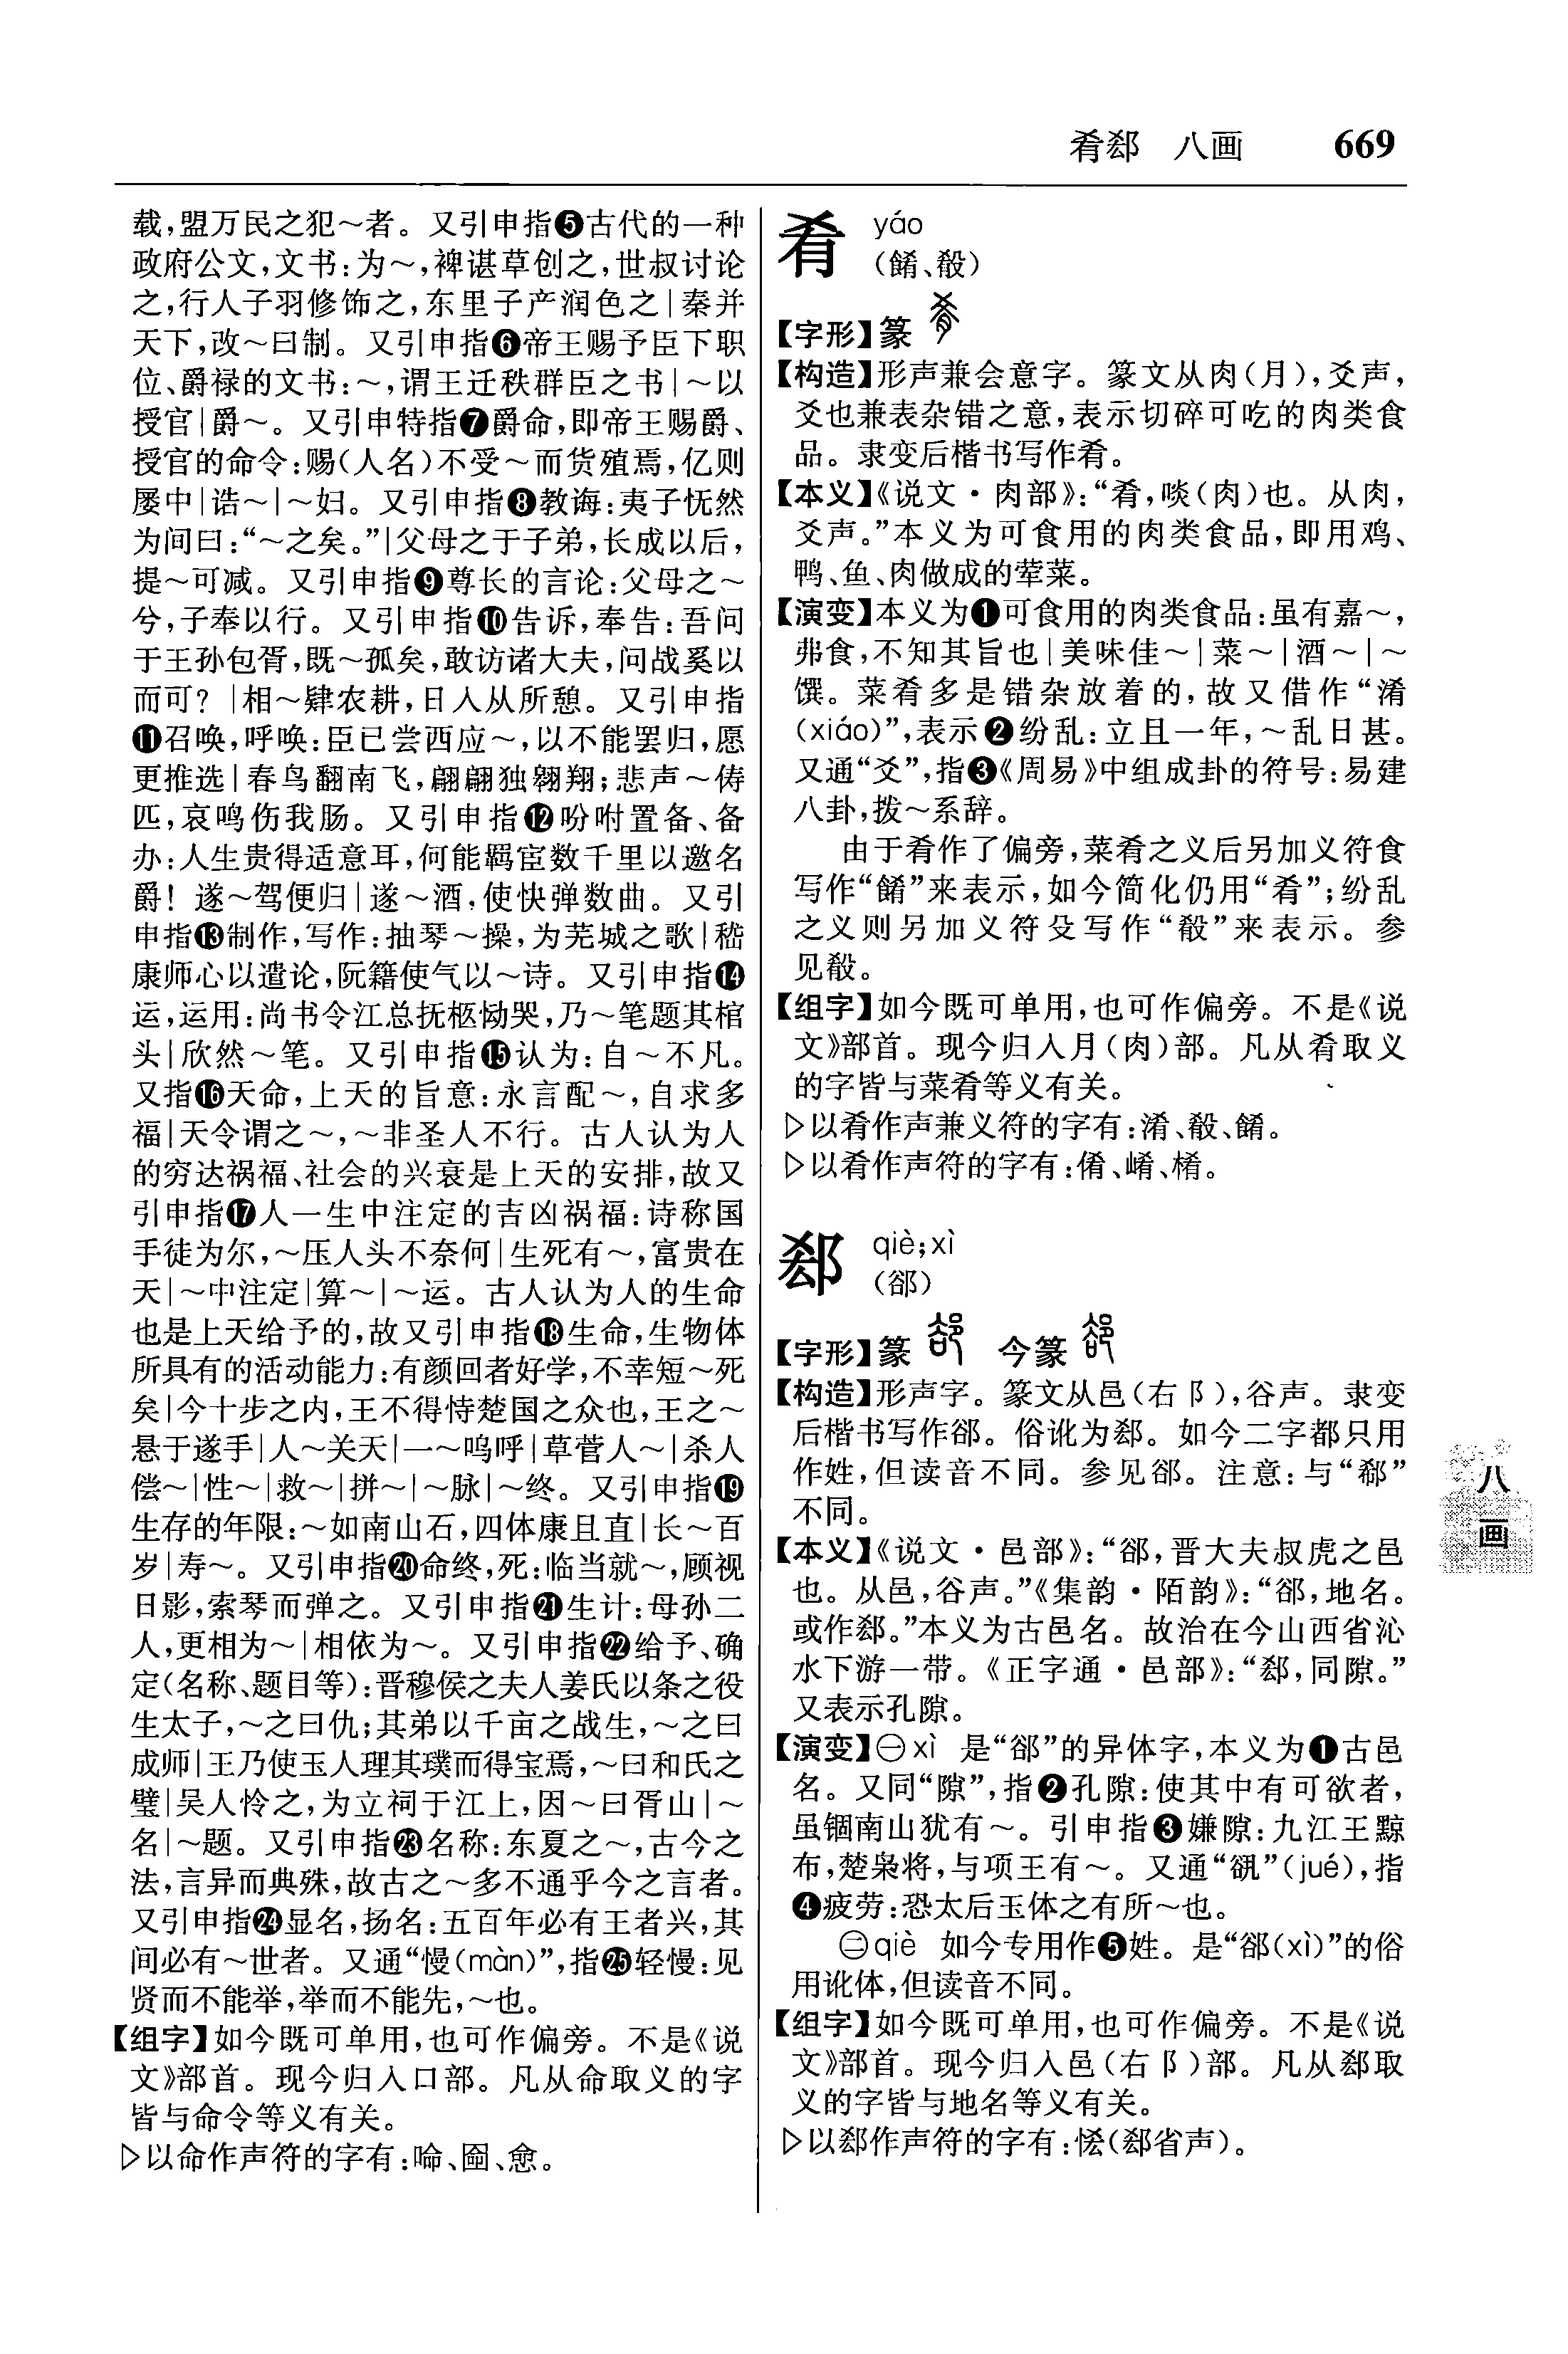 肴郄 八画 669
载,盟万民之犯～者。又引申指❺古代的一种
政府公文,文书:为～,裨谌草创之,世叔讨论
之,行人子羽修饰之,东里子产润色之|秦并
天下,改～曰制。又引申指❻帝王赐予臣下职
位、爵禄的文书:～,谓王迁秩群臣之书|～以
授官|爵～。又引申特指❼爵命,即帝王赐爵、
授官的命令:赐(人名)不受～而货殖焉,亿则
屡中|诰～|～妇。又引申指❽教诲:夷子怃然
为间曰:“～之矣。”|父母之于子弟,长成以后,
提～可减。又引申指❾尊长的言论:父母之～
兮,子奉以行。又引申指❿告诉,奉告:吾问
于王孙包胥,既～孤矣,敢访诸大夫,问战奚以
而可?|相～肆农耕,日入从所憩。又引申指
⓫召唤,呼唤:臣已尝西应～,以不能罢归,愿
更推选|春鸟翻南飞,翩翩独翱翔;悲声～俦
匹,哀鸣伤我肠。又引申指⓬吩咐置备、备
办:人生贵得适意耳,何能羁宦数千里以邀名
爵!遂～驾便归|遂～酒,使快弹数曲。又引
申指⓭制作,写作:抽琴～操,为芜城之歌|嵇
康师心以遣论,阮籍使气以～诗。又引申指⓮
运,运用:尚书令江总抚柩恸哭,乃～笔题其棺
头|欣然～笔。又引申指⓯认为:自～不凡。
又指⓰天命,上天的旨意:永言配～,自求多
福|天令谓之～,～非圣人不行。古人认为人
的穷达祸福、社会的兴衰是上天的安排,故又
引申指⓱人一生中注定的吉凶祸福:诗称国
手徒为尔,～压人头不奈何|生死有～,富贵在
天|～中注定|算～|～运。古人认为人的生命
也是上天给予的,故又引申指⓲生命,生物体
所具有的活动能力:有颜回者好学,不幸短～死
矣|今十步之内,王不得恃楚国之众也,王之～
悬于遂手|人～关天|一～呜呼|草菅人～|杀人
偿～|性～|救～|拼～|～脉|～终。又引申指⓳
生存的年限:～如南山石,四体康且直|长～百
岁|寿～。又引申指⓴命终,死:临当就～,顾视
日影,索琴而弹之。又引申指㉑生计:母孙二
人,更相为～|相依为～。又引申指㉒给予、确
定(名称、题目等):晋穆侯之夫人姜氏以条之役
生太子,～之曰仇;其弟以千亩之战生,～之曰
成师|王乃使玉人理其璞而得宝焉,～曰和氏之
璧|吴人怜之,为立祠于江上,因～曰胥山|～
名|～题。又引申指㉓名称:东夏之～,古今之
法,言异而典殊,故古之～多不通乎今之言者。
又引申指㉔显名,扬名:五百年必有王者兴,其
间必有～世者。又通“慢(màn)”,指㉕轻慢:见
贤而不能举,举而不能先,～也。
【组字】如今既可单用,也可作偏旁。不是《说
文》部首。现今归入口部。凡从命取义的字
皆与命令等义有关。
▷以命作声符的字有:㖫、㘣、愈。
肴 yáo
(餚、殽)
【字形】篆
【构造】形声兼会意字。篆文从肉(月),爻声,
爻也兼表杂错之意,表示切碎可吃的肉类食
品。隶变后楷书写作肴。
【本义】《说文·肉部》:“肴,啖(肉)也。从肉,
爻声。”本义为可食用的肉类食品,即用鸡、
鸭、鱼、肉做成的荤菜。
【演变】本义为❶可食用的肉类食品:虽有嘉～,
弗食,不知其旨也|美味佳～|菜～|酒～|～
馔。菜肴多是错杂放着的,故又借作“淆
(xiáo)”,表示❷纷乱:立且一年,～乱日甚。
又通“爻”,指❸《周易》中组成卦的符号:易建
八卦,拨～系辞。
由于肴作了偏旁,菜肴之义后另加义符食
写作“餚”来表示,如今简化仍用“肴”;纷乱
之义则另加义符殳写作“殽”来表示。参
见殽。
【组字】如今既可单用,也可作偏旁。不是《说
文》部首。现今归入月(肉)部。凡从肴取义
的字皆与菜肴等义有关。
▷以肴作声兼义符的字有:淆、殽、餚。
▷以肴作声符的字有:倄、崤、㮁。
郄 qiè;xì
(郤)
【字形】篆 今篆
【构造】形声字。篆文从邑(右阝),谷声。隶变
后楷书写作郤。俗讹为郄。如今二字都只用
作姓,但读音不同。参见郤。注意:与“郗”
不同。
【本义】《说文·邑部》:“郤,晋大夫叔虎之邑
也。从邑,谷声。”《集韵·陌韵》:“郤,地名。
或作郄。”本义为古邑名。故治在今山西省沁
水下游一带。《正字通·邑部》:“郄,同隙。”
又表示孔隙。
【演变】㊀xì 是“郤”的异体字,本义为❶古邑
名。又同“隙”,指❷孔隙:使其中有可欲者,
虽锢南山犹有～。引申指❸嫌隙:九江王黥
布,楚枭将,与项王有～。又通“㕁”(jué),指
❹疲劳:恐太后玉体之有所～也。
㊁qiè 如今专用作❺姓。是“郤(xì)”的俗
用讹体,但读音不同。
【组字】如今既可单用,也可作偏旁。不是《说
文》部首。现今归入邑(右阝)部。凡从郄取
义的字皆与地名等义有关。
▷以郄作声符的字有:恡(郄省声)。
八
画